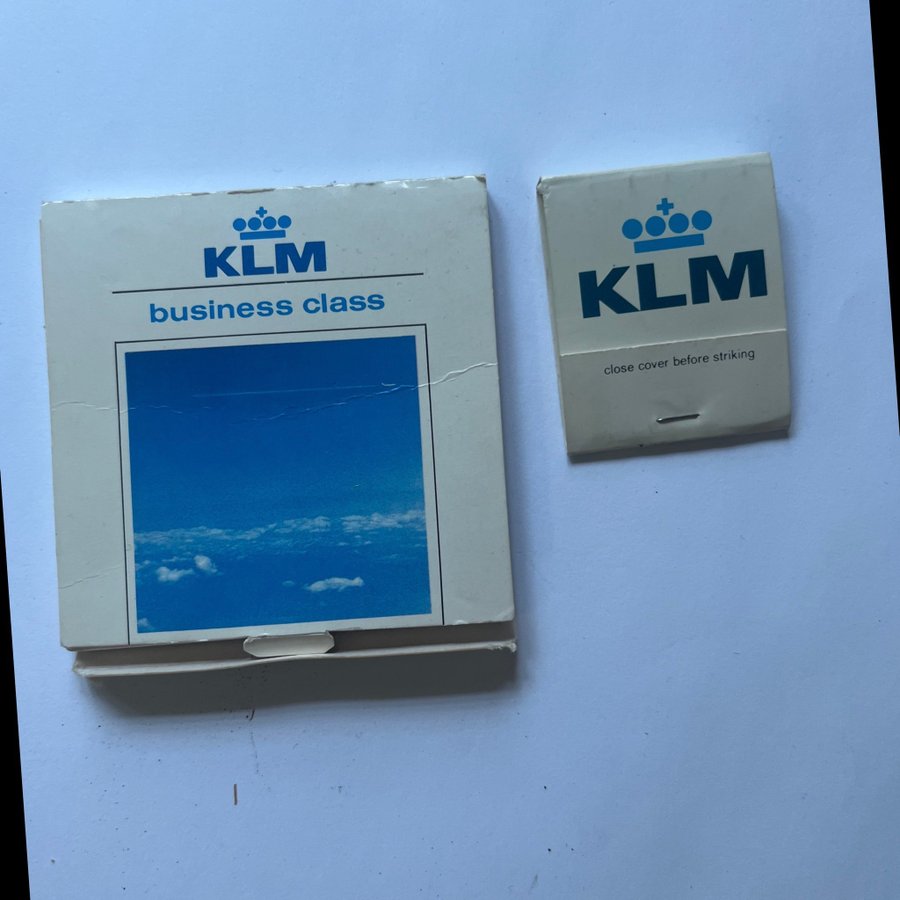 KLM
business class
KLM
close cover before striking